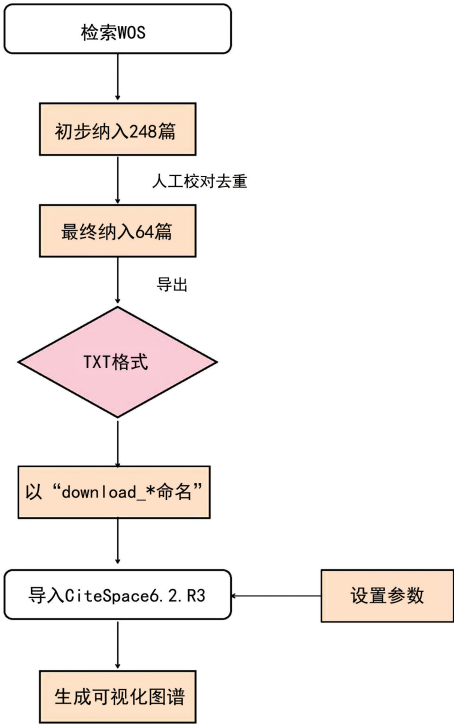 检索WOS
初步纳入248篇
人工校对去重
最终纳入64篇
导出
TXT格式
以“download_*命名”
导入CiteSpace6.2.R3
设置参数
生成可视化图谱